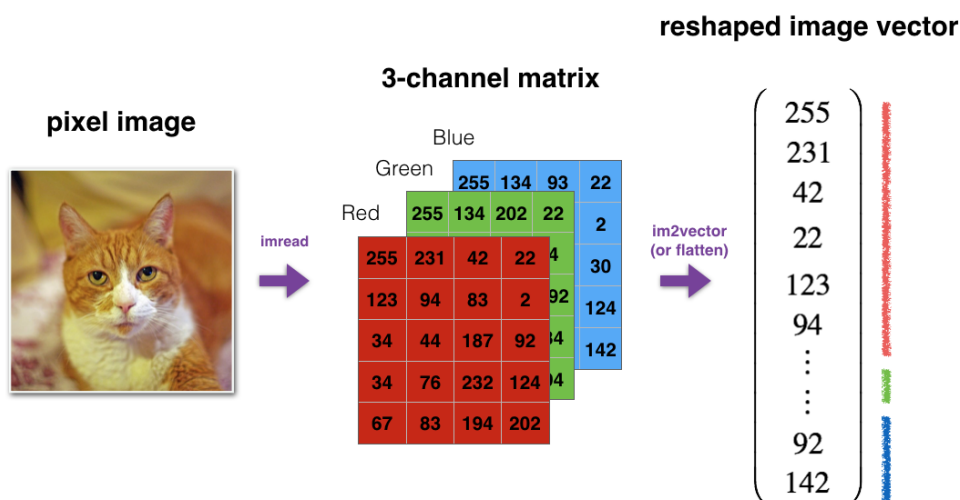 reshaped image vector
3-channel matrix
pixel image
Blue
Green
Red
imread
255 134 93 22
2
30
124
142
255 134 202 22
255 231 42 22
123 94 83 2
34 44 187 92
34 76 232 124
67 83 194 202
im2vector
(or flatten)
255
231
42
22
123
94
⋮
⋮
92
142